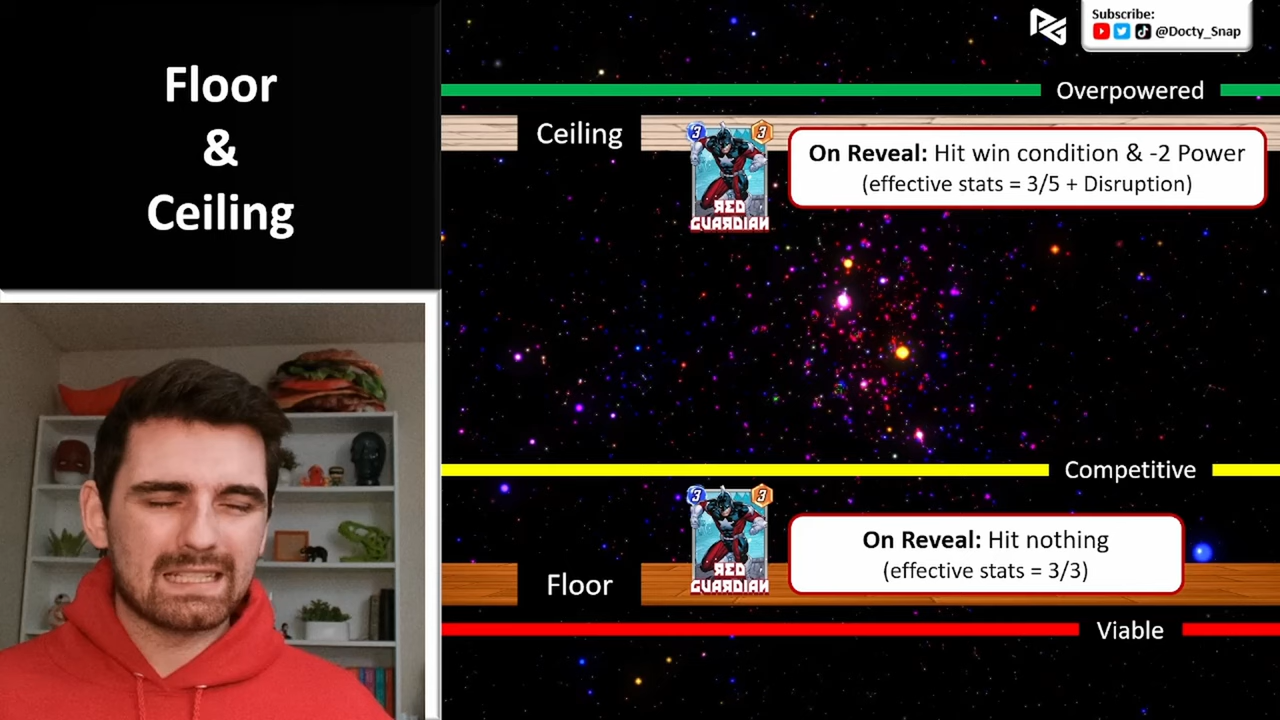 Floor
&
Ceiling
Subscribe:
@Docty_Snap
Overpowered
Ceiling
3 3
RED
GUARDIAN
On Reveal: Hit win condition & -2 Power
(effective stats = 3/5 + Disruption)
Competitive
3 3
RED
GUARDIAN
On Reveal: Hit nothing
(effective stats = 3/3)
Floor
Viable